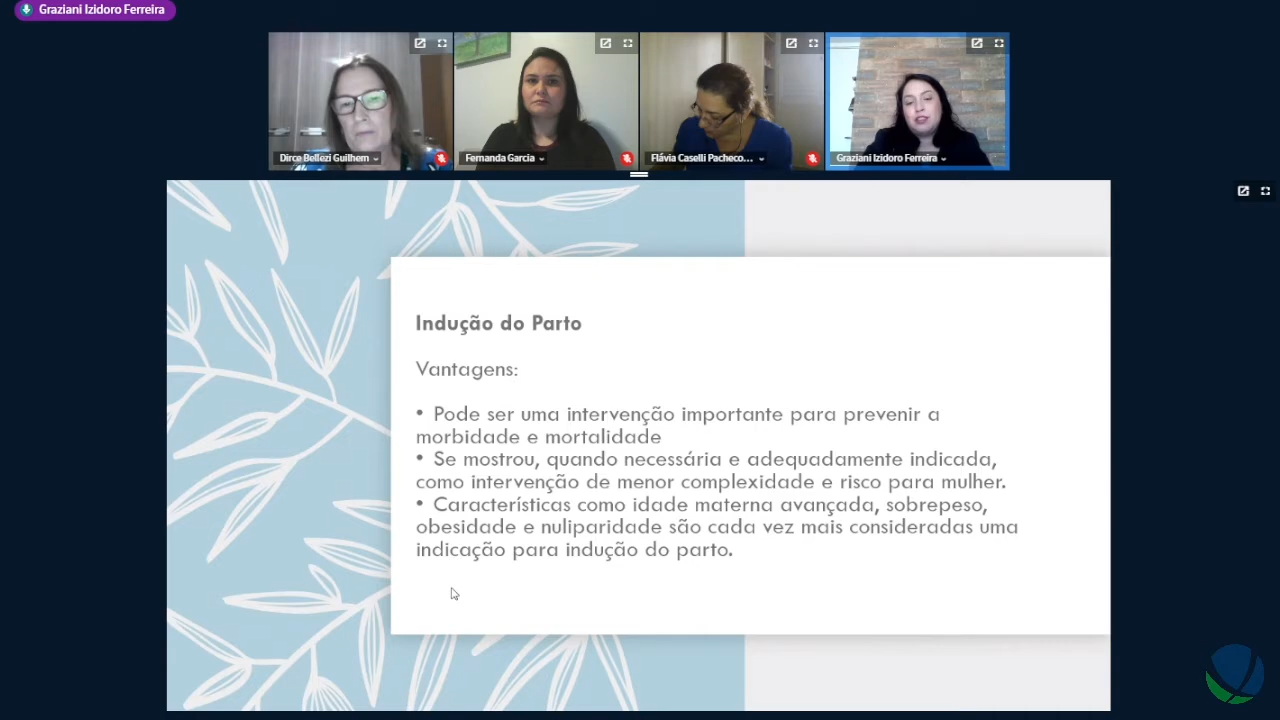 Graziani Izidoro Ferreira
Dirce Bellezi Guilhem
Fernanda Garcia
Flávia Caselli Pacheco...
Graziani Izidoro Ferreira
Indução do Parto
Vantagens:
• Pode ser uma intervenção importante para prevenir a
morbidade e mortalidade
• Se mostrou, quando necessária e adequadamente indicada,
como intervenção de menor complexidade e risco para mulher.
• Características como idade materna avançada, sobrepeso,
obesidade e nuliparidade são cada vez mais consideradas uma
indicação para indução do parto.